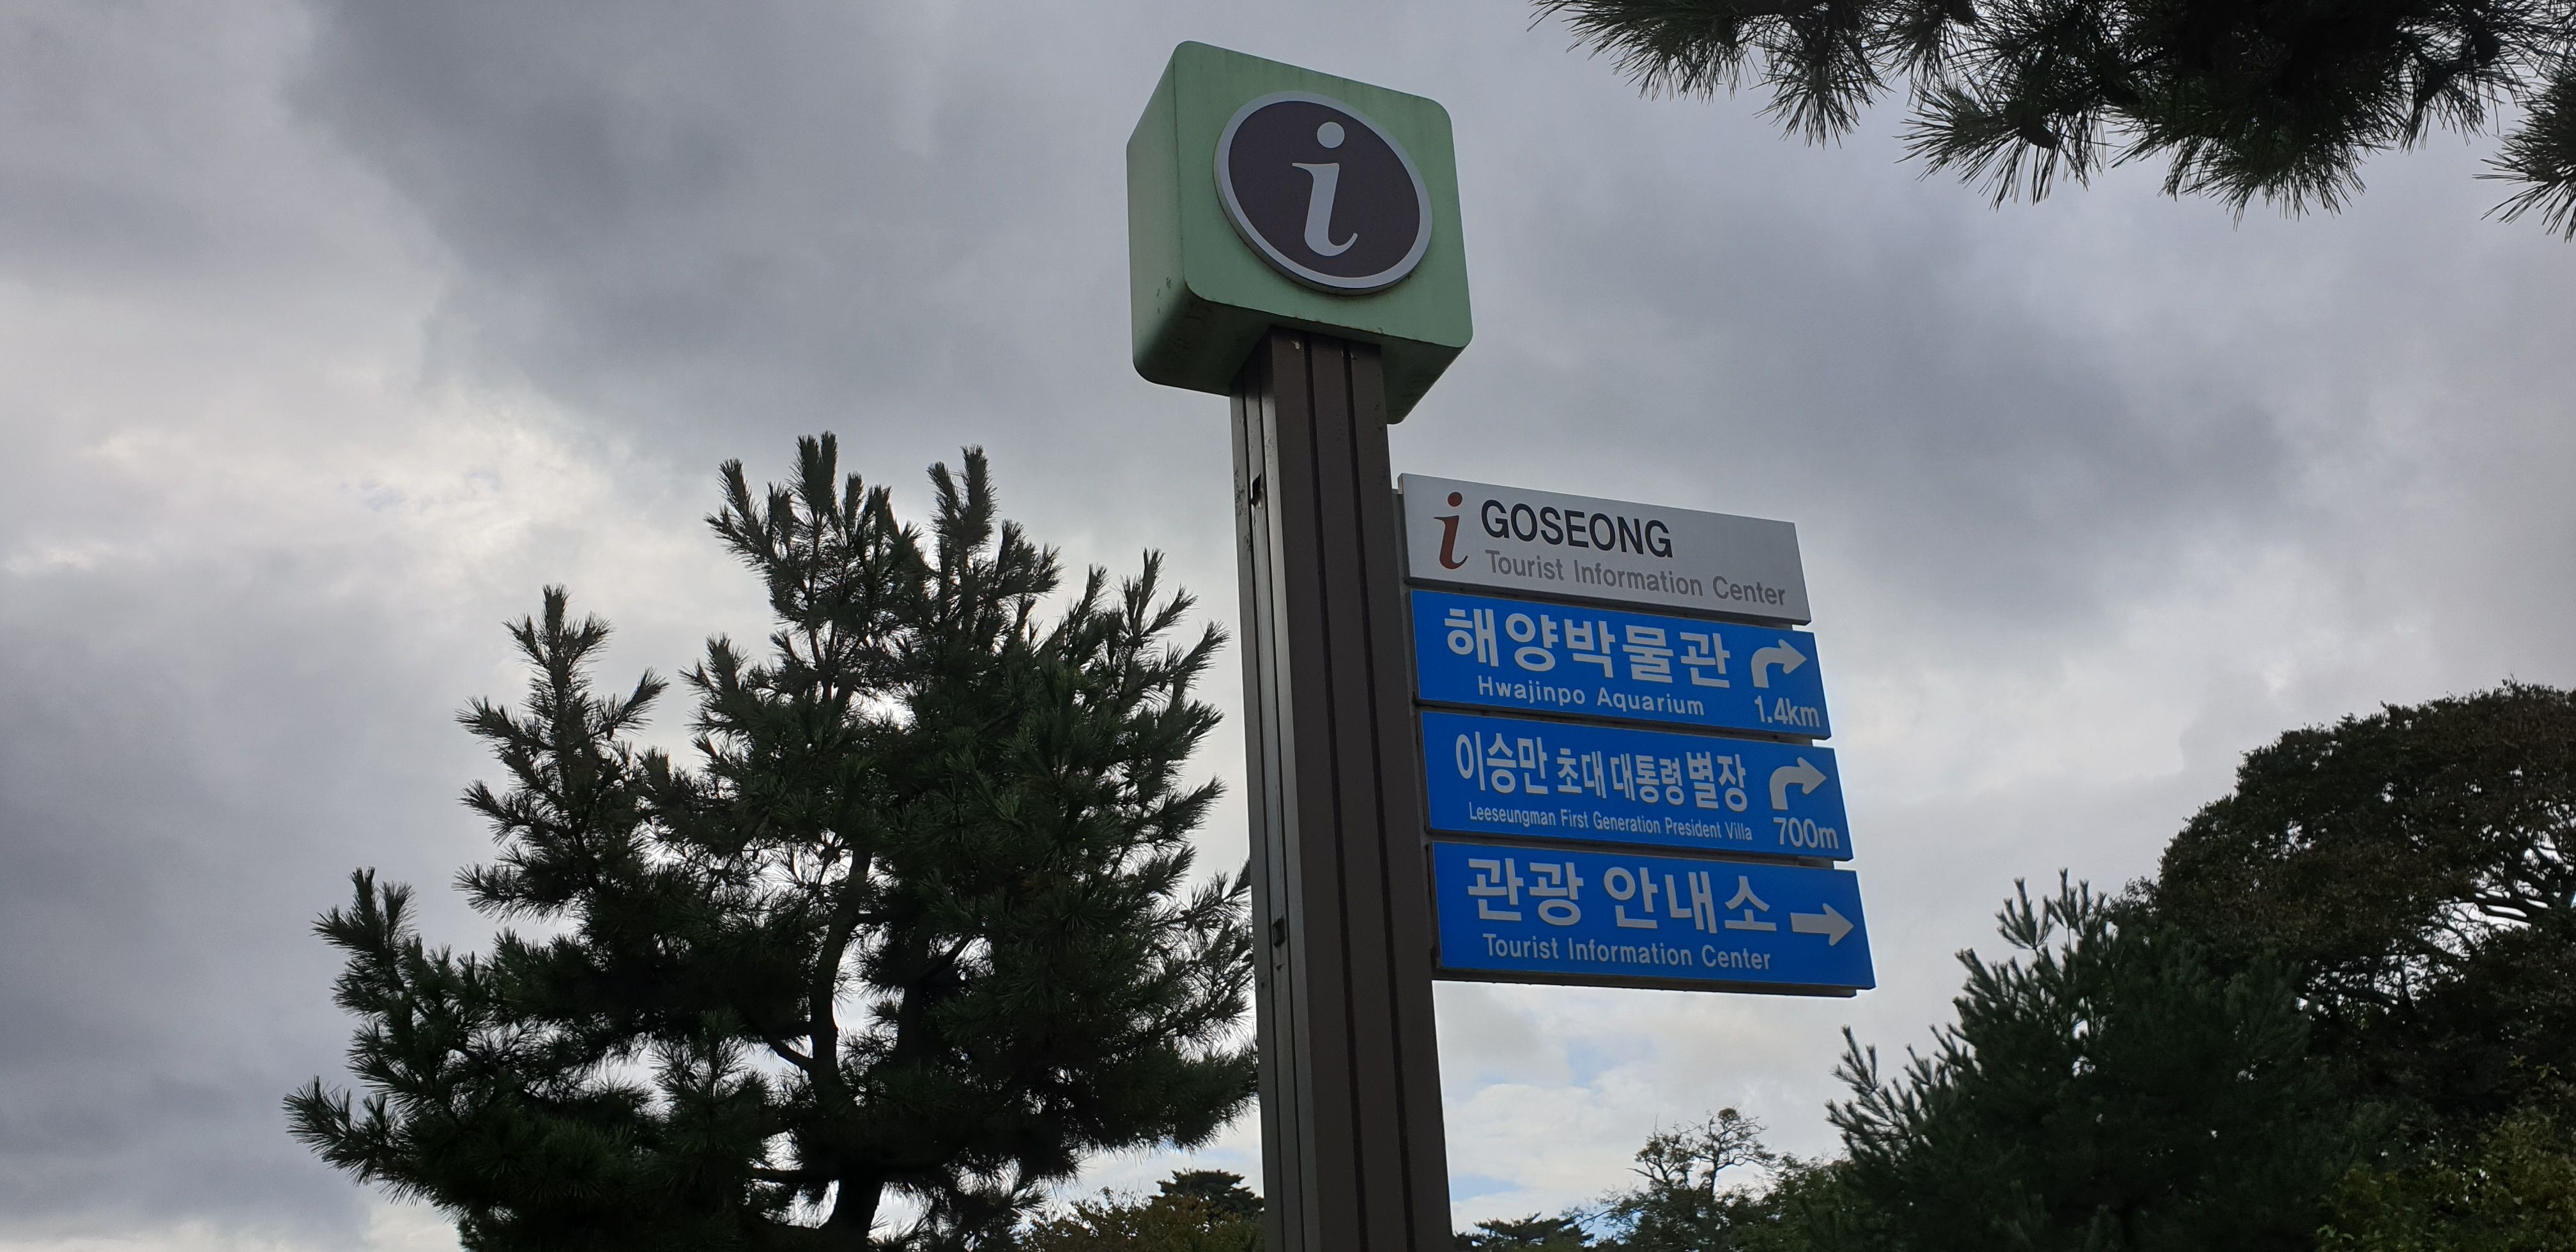 i
i GOSEONG
Tourist Information Center
해양박물관
Hwajinpo Aquarium
1.4km
이승만 초대 대통령 별장
Leeseungman First Generation President Villa
700m
관광 안내소
Tourist Information Center